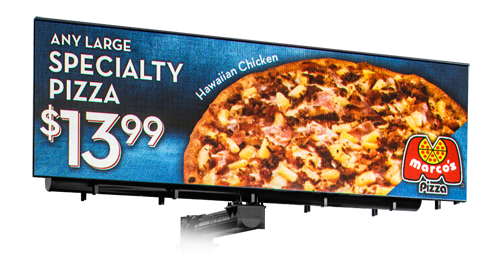 ANY LARGE
SPECIALTY
PIZZA
$13.99
Hawaiian Chicken
marco's
Pizza